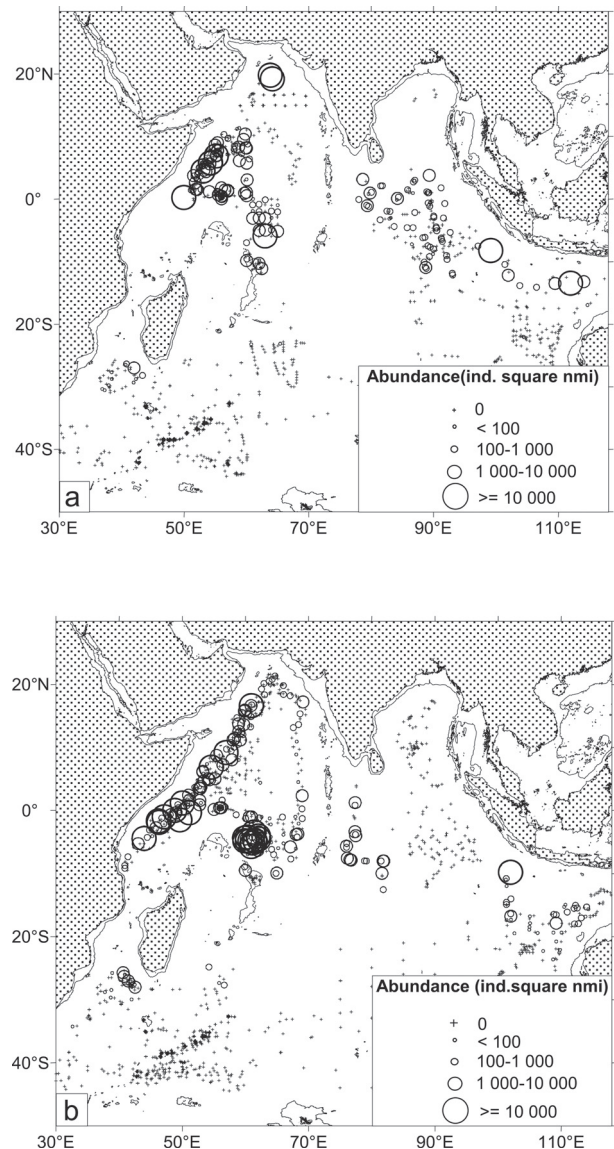 20°N
0°
20°S
40°S
Abundance(ind. square nmi)
0
< 100
100-1 000
1 000-10 000
>= 10 000
a
30°E 50°E 70°E 90°E 110°E
20°N
0°
20°S
40°S
Abundance (ind.square nmi)
0
< 100
100-1 000
1 000-10 000
>= 10 000
b
30°E 50°E 70°E 90°E 110°E